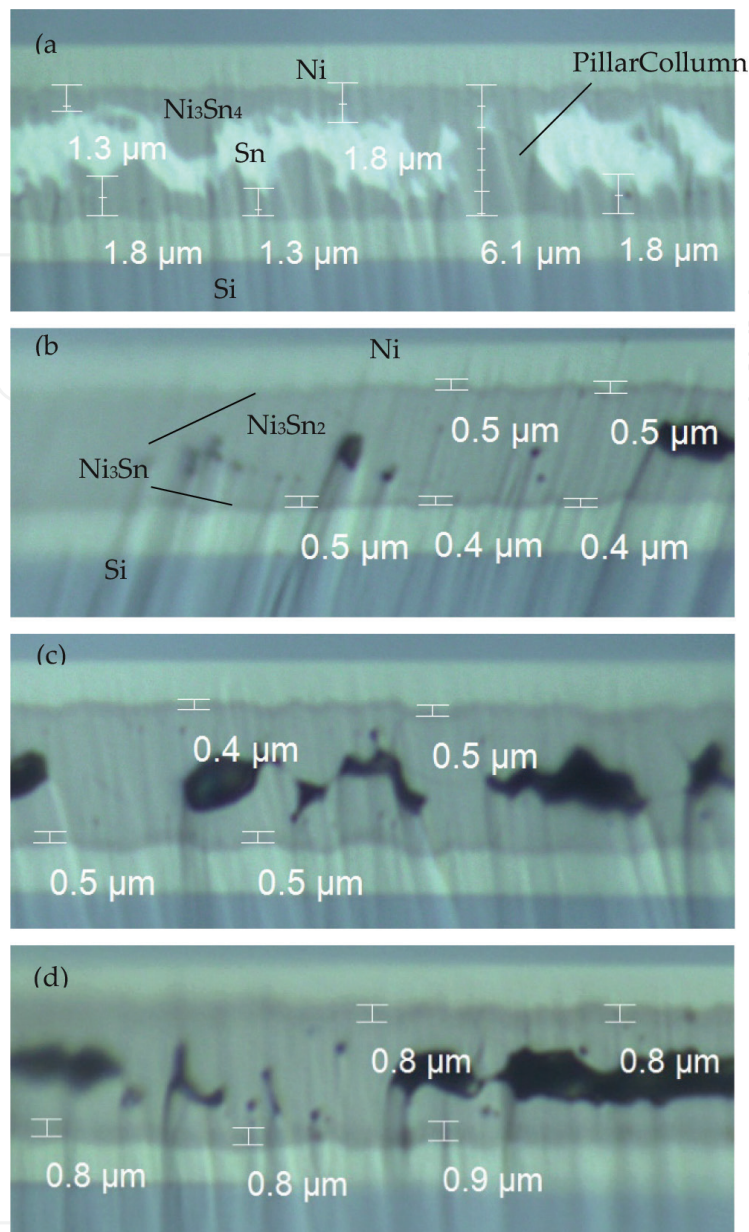 (a
Ni
PillarCollumn
Ni3Sn4
1.3 µm
Sn
1.8 µm
1.8 µm
1.3 µm
6.1 µm
1.8 µm
Si
(b
Ni
Ni3Sn2
0.5 µm
0.5 µm
Ni3Sn
0.5 µm
0.4 µm
0.4 µm
Si
(c)
0.4 µm
0.5 µm
0.5 µm
0.5 µm
(d)
0.8 µm
0.8 µm
0.8 µm
0.8 µm
0.9 µm